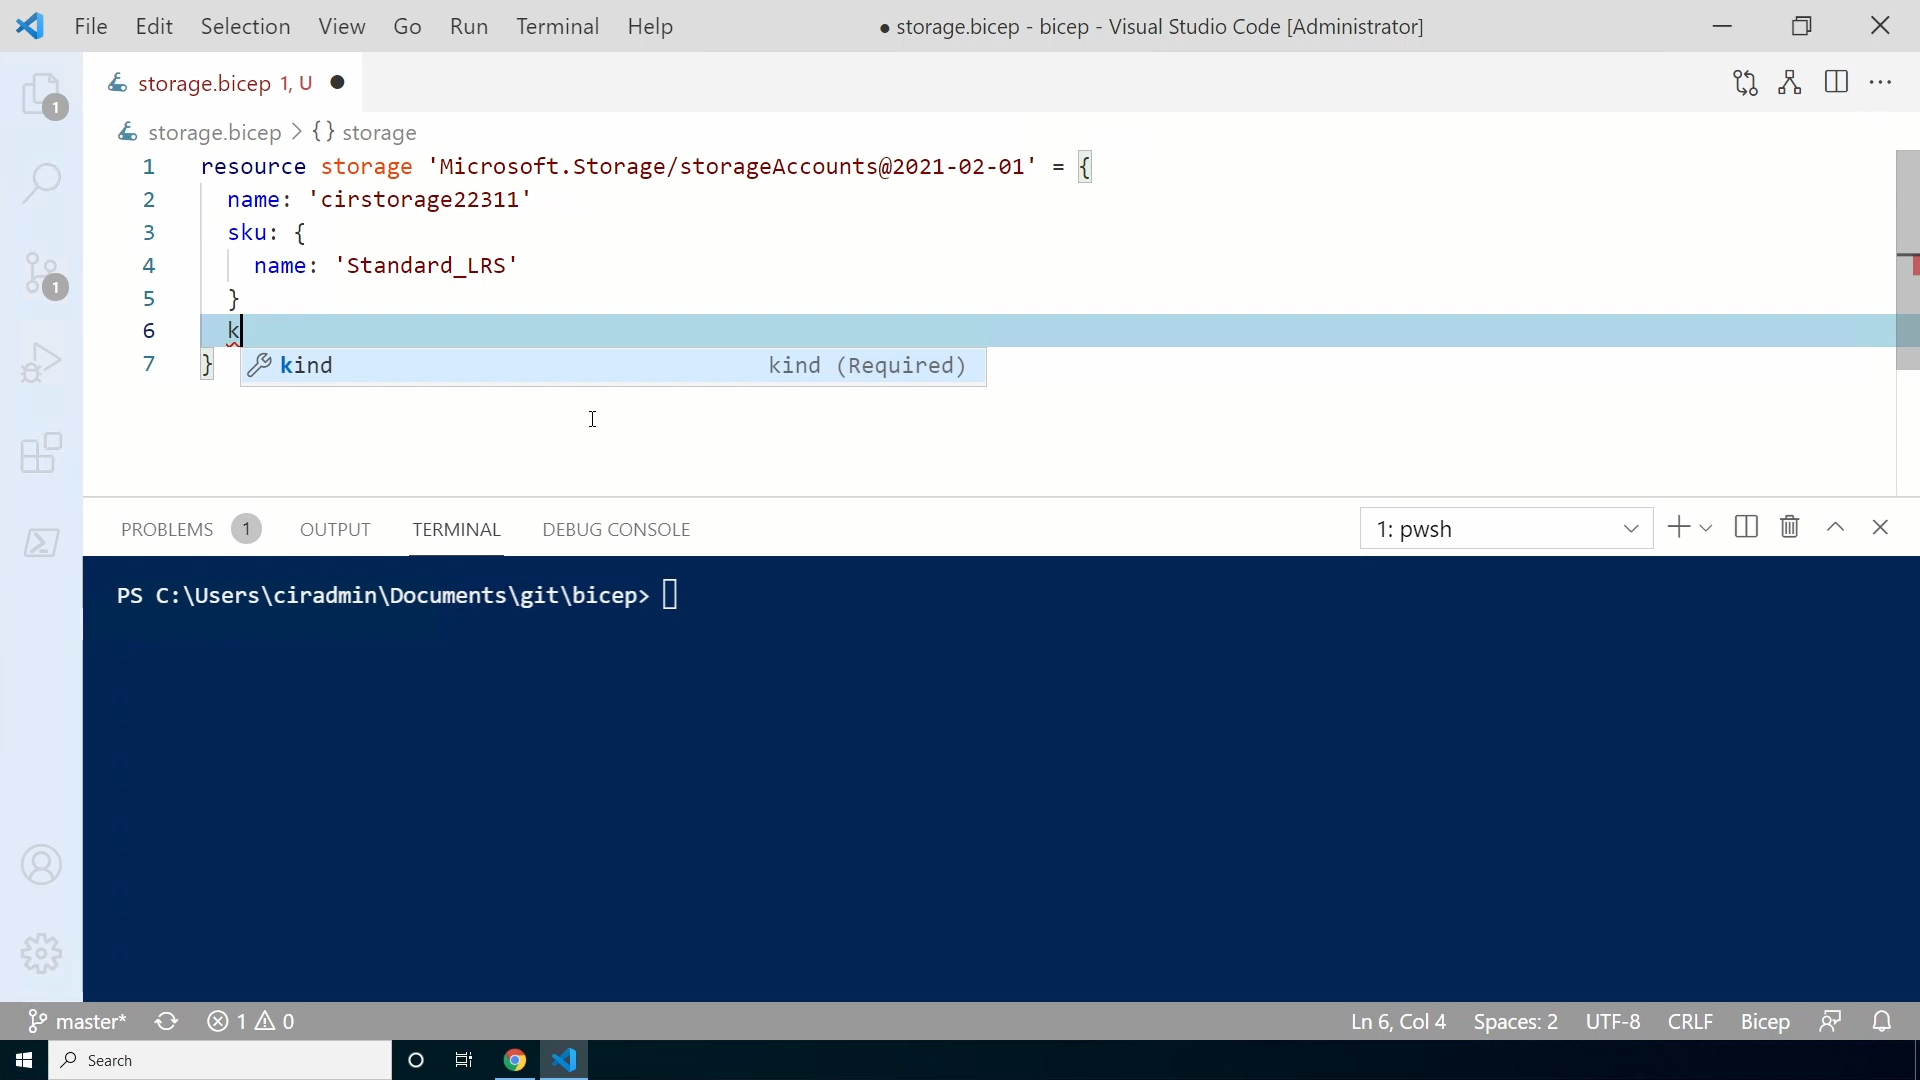 File Edit Selection View Go Run Terminal Help ● storage.bicep - bicep - Visual Studio Code [Administrator]
storage.bicep 1, U ●
storage.bicep > {} storage
1 resource storage 'Microsoft.Storage/storageAccounts@2021-02-01' = {
2 name: 'cirstorage22311'
3 sku: {
4 name: 'Standard_LRS'
5 }
6 k
7 }
kind kind (Required)
PROBLEMS 1 OUTPUT TERMINAL DEBUG CONSOLE 1: pwsh
PS C:\Users\ciradmin\Documents\git\bicep>
1
1
master* 1 0 Ln 6, Col 4 Spaces: 2 UTF-8 CRLF Bicep
Search